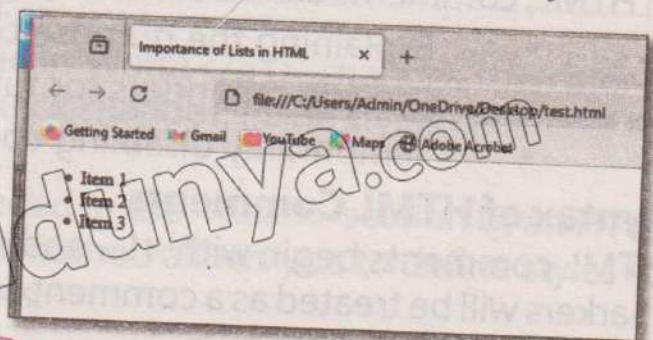 Importance of Lists in HTML × +
file:///C:/Users/Admin/OneDrive/Desktop/test.html
Getting Started Gmail YouTube Maps Adobe Acrobat
• Item 1
• Item 2
• Item 3
dunya.com